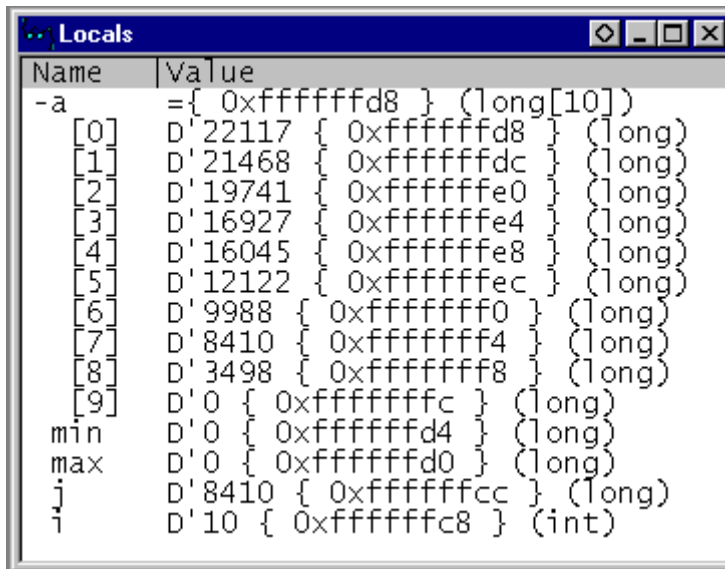 Locals
Name Value
-a ={ 0xffffffd8 } (long[10])
[0] D'22117 { 0xffffffd8 } (long)
[1] D'21468 { 0xffffffdc } (long)
[2] D'19741 { 0xffffffe0 } (long)
[3] D'16927 { 0xffffffe4 } (long)
[4] D'16045 { 0xffffffe8 } (long)
[5] D'12122 { 0xffffffec } (long)
[6] D'9988 { 0xfffffff0 } (long)
[7] D'8410 { 0xfffffff4 } (long)
[8] D'3498 { 0xfffffff8 } (long)
[9] D'0 { 0xfffffffc } (long)
min D'0 { 0xffffffd4 } (long)
max D'0 { 0xffffffd0 } (long)
j D'8410 { 0xffffffcc } (long)
i D'10 { 0xffffffc8 } (int)